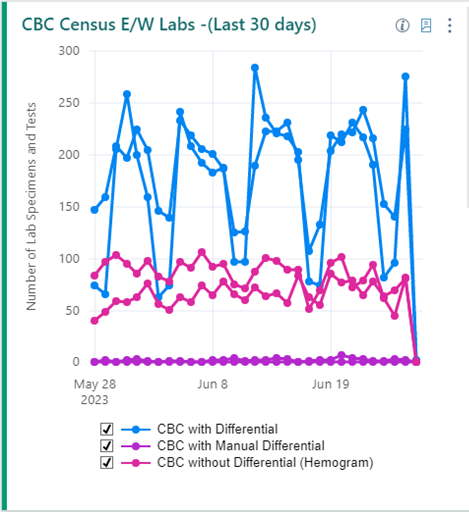 CBC Census E/W Labs -(Last 30 days)
Number of Lab Specimens and Tests
300
250
200
150
100
50
0
May 28
2023
Jun 8
Jun 19
CBC with Differential
CBC with Manual Differential
CBC without Differential (Hemogram)